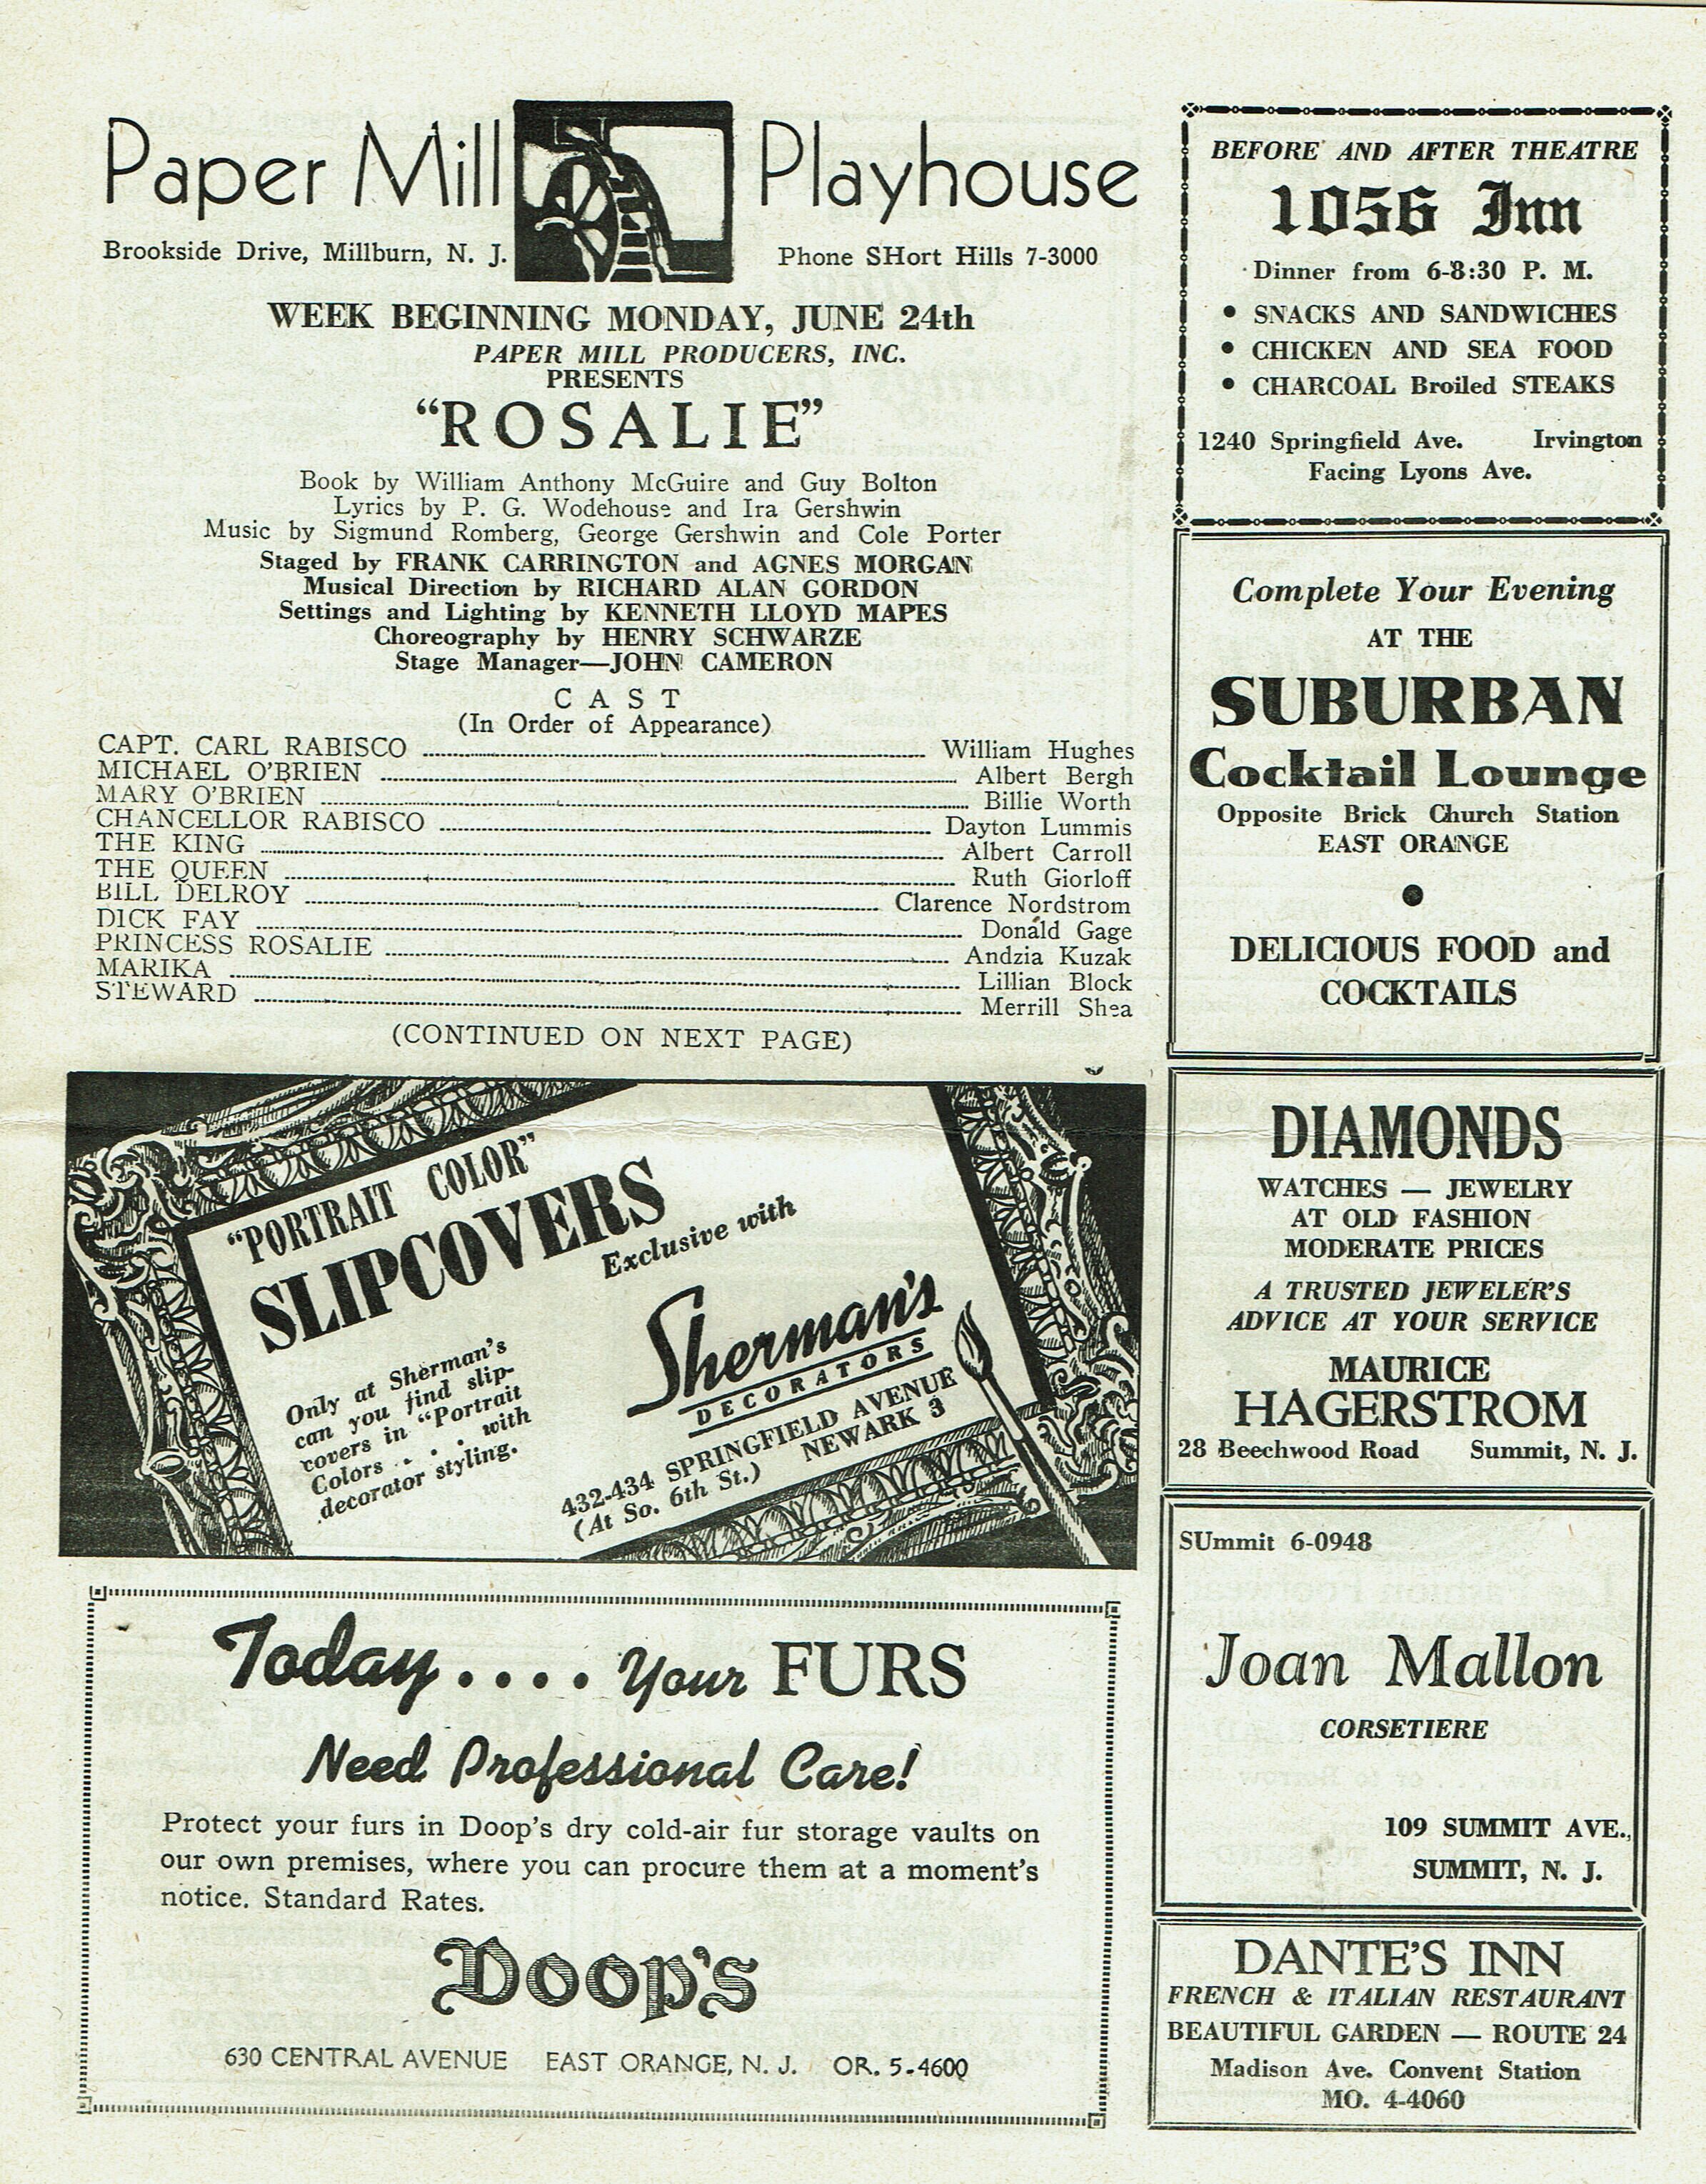 Paper Mill Playhouse
Brookside Drive, Millburn, N. J. Phone SHort Hills 7-3000
WEEK BEGINNING MONDAY, JUNE 24th
PAPER MILL PRODUCERS, INC.
PRESENTS
"ROSALIE"
Book by William Anthony McGuire and Guy Bolton
Lyrics by P. G. Wodehouse and Ira Gershwin
Music by Sigmund Romberg, George Gershwin and Cole Porter
Staged by FRANK CARRINGTON and AGNES MORGAN
Musical Direction by RICHARD ALAN GORDON
Settings and Lighting by KENNETH LLOYD MAPES
Choreography by HENRY SCHWARZE
Stage Manager—JOHN CAMERON
CAST
(In Order of Appearance)
CAPT. CARL RABISCO William Hughes
MICHAEL O'BRIEN Albert Bergh
MARY O'BRIEN Billie Worth
CHANCELLOR RABISCO Dayton Lummis
THE KING Albert Carroll
THE QUEEN Ruth Giorloff
BILL DELROY Clarence Nordstrom
DICK FAY Donald Gage
PRINCESS ROSALIE Andzia Kuzak
MARIKA Lillian Block
STEWARD Merrill Shea
(CONTINUED ON NEXT PAGE)
"PORTRAIT COLOR"
SLIPCOVERS
Exclusive with
Sherman's
DECORATORS
432-434 SPRINGFIELD AVENUE
(At So. 6th St.) NEWARK 3
Only at Sherman's
can you find slip-
covers in "Portrait
Colors . . . with
decorator styling.
Today . . . . Your FURS
Need Professional Care!
Protect your furs in Doop's dry cold-air fur storage vaults on
our own premises, where you can procure them at a moment's
notice. Standard Rates.
Doop's
630 CENTRAL AVENUE EAST ORANGE, N. J. OR. 5-4600
BEFORE AND AFTER THEATRE
1056 Inn
Dinner from 6-8:30 P. M.
• SNACKS AND SANDWICHES
• CHICKEN AND SEA FOOD
• CHARCOAL Broiled STEAKS
1240 Springfield Ave. Irvington
Facing Lyons Ave.
Complete Your Evening
AT THE
SUBURBAN
Cocktail Lounge
Opposite Brick Church Station
EAST ORANGE
•
DELICIOUS FOOD and
COCKTAILS
DIAMONDS
WATCHES — JEWELRY
AT OLD FASHION
MODERATE PRICES
A TRUSTED JEWELER'S
ADVICE AT YOUR SERVICE
MAURICE
HAGERSTROM
28 Beechwood Road Summit, N. J.
SUmmit 6-0948
Joan Mallon
CORSETIERE
109 SUMMIT AVE.,
SUMMIT, N. J.
DANTE'S INN
FRENCH & ITALIAN RESTAURANT
BEAUTIFUL GARDEN — ROUTE 24
Madison Ave. Convent Station
MO. 4-4060